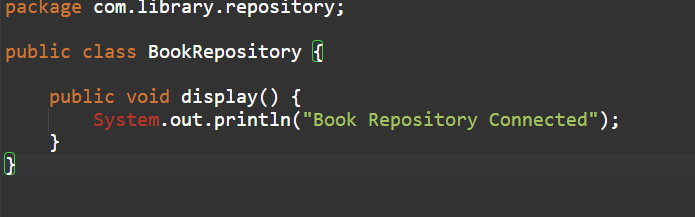 package com.library.repository;
public class BookRepository {
public void display() {
System.out.println("Book Repository Connected");
}
}